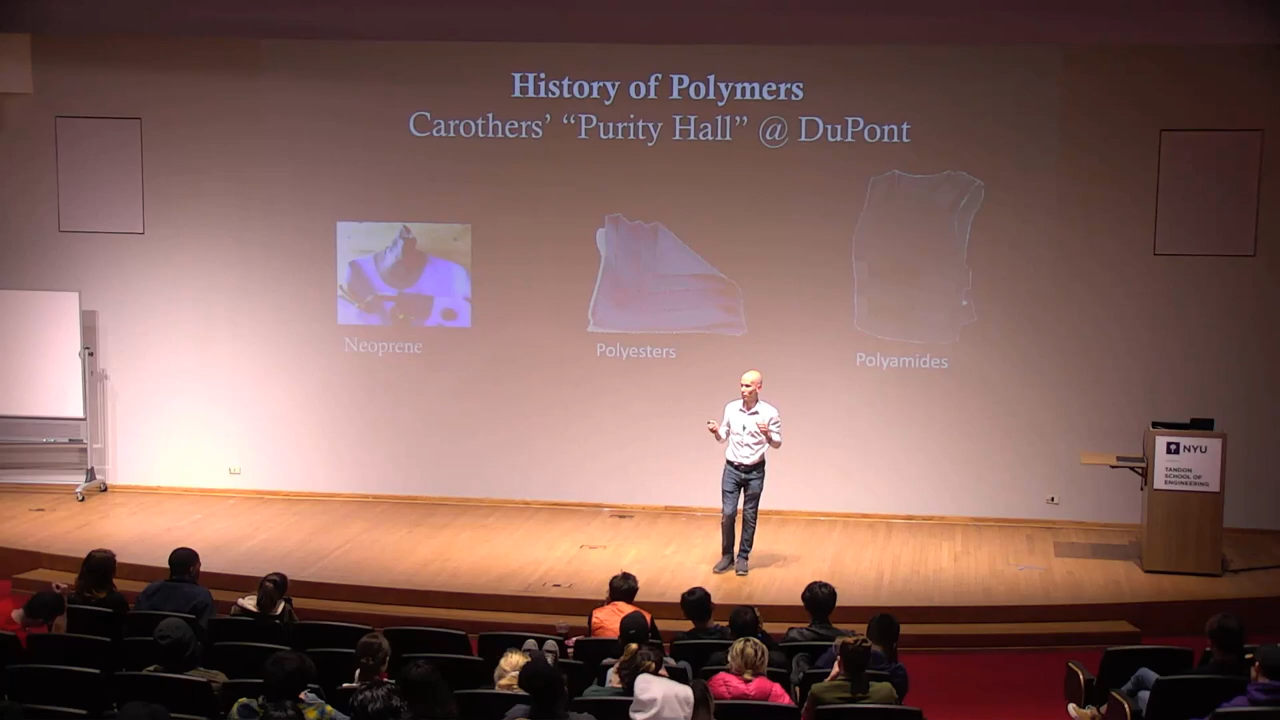 History of Polymers
Carothers' “Purity Hall” @ DuPont
Neoprene
Polyesters
Polyamides
NYU
TANDON
SCHOOL OF
ENGINEERING